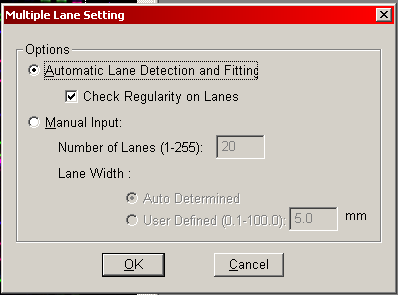 Multiple Lane Setting
Options
Automatic Lane Detection and Fitting
Check Regularity on Lanes
Manual Input:
Number of Lanes (1-255): 20
Lane Width :
Auto Determined
User Defined (0.1-100.0): 5.0 mm
OK Cancel